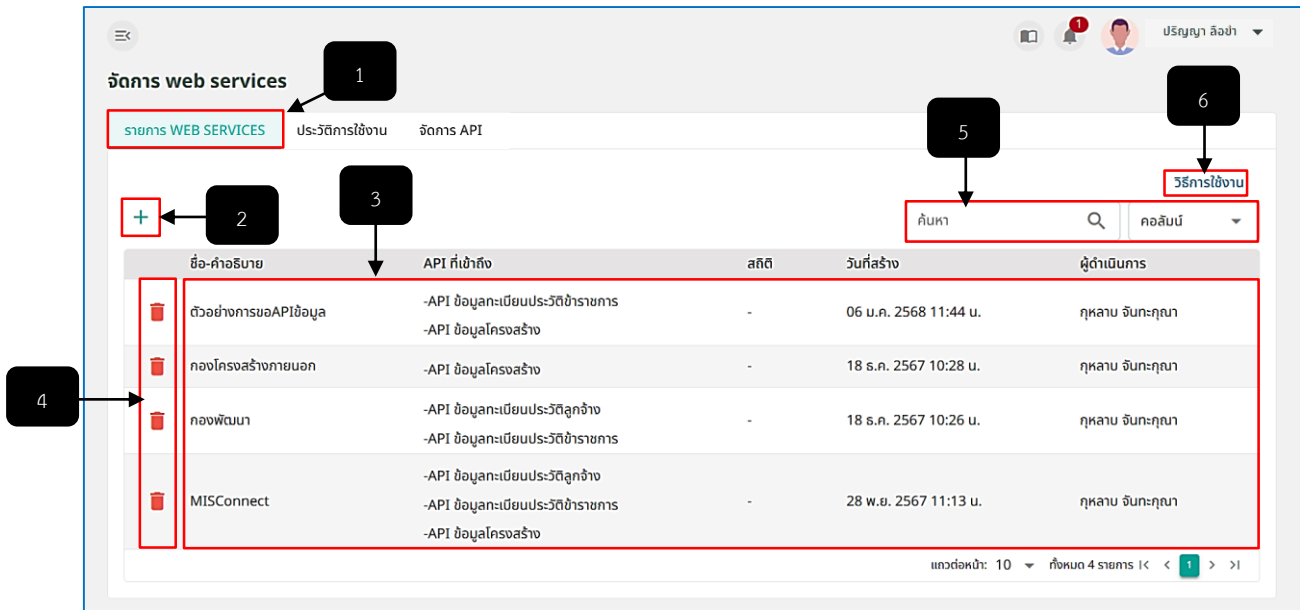 1
ปริญญา ลือขำ
จัดการ web services
1
6
5
รายการ WEB SERVICES ประวัติการใช้งาน จัดการ API
วิธีการใช้งาน
3
2
ค้นหา คอลัมน์
ชื่อ-คำอธิบาย API ที่เข้าถึง สถิติ วันที่สร้าง ผู้ดำเนินการ
ตัวอย่างการขอAPIข้อมูล -API ข้อมูลทะเบียนประวัติข้าราชการ - 06 ม.ค. 2568 11:44 น. กุหลาบ จันทะกุณา
-API ข้อมูลโครงสร้าง
กองโครงสร้างภายนอก -API ข้อมูลโครงสร้าง - 18 ธ.ค. 2567 10:28 น. กุหลาบ จันทะกุณา
4
กองพัฒนา -API ข้อมูลทะเบียนประวัติลูกจ้าง - 18 ธ.ค. 2567 10:26 น. กุหลาบ จันทะกุณา
-API ข้อมูลทะเบียนประวัติข้าราชการ
MISConnect -API ข้อมูลทะเบียนประวัติลูกจ้าง - 28 พ.ย. 2567 11:13 น. กุหลาบ จันทะกุณา
-API ข้อมูลทะเบียนประวัติข้าราชการ
-API ข้อมูลโครงสร้าง
แถวต่อหน้า: 10 ทั้งหมด 4 รายการ 1